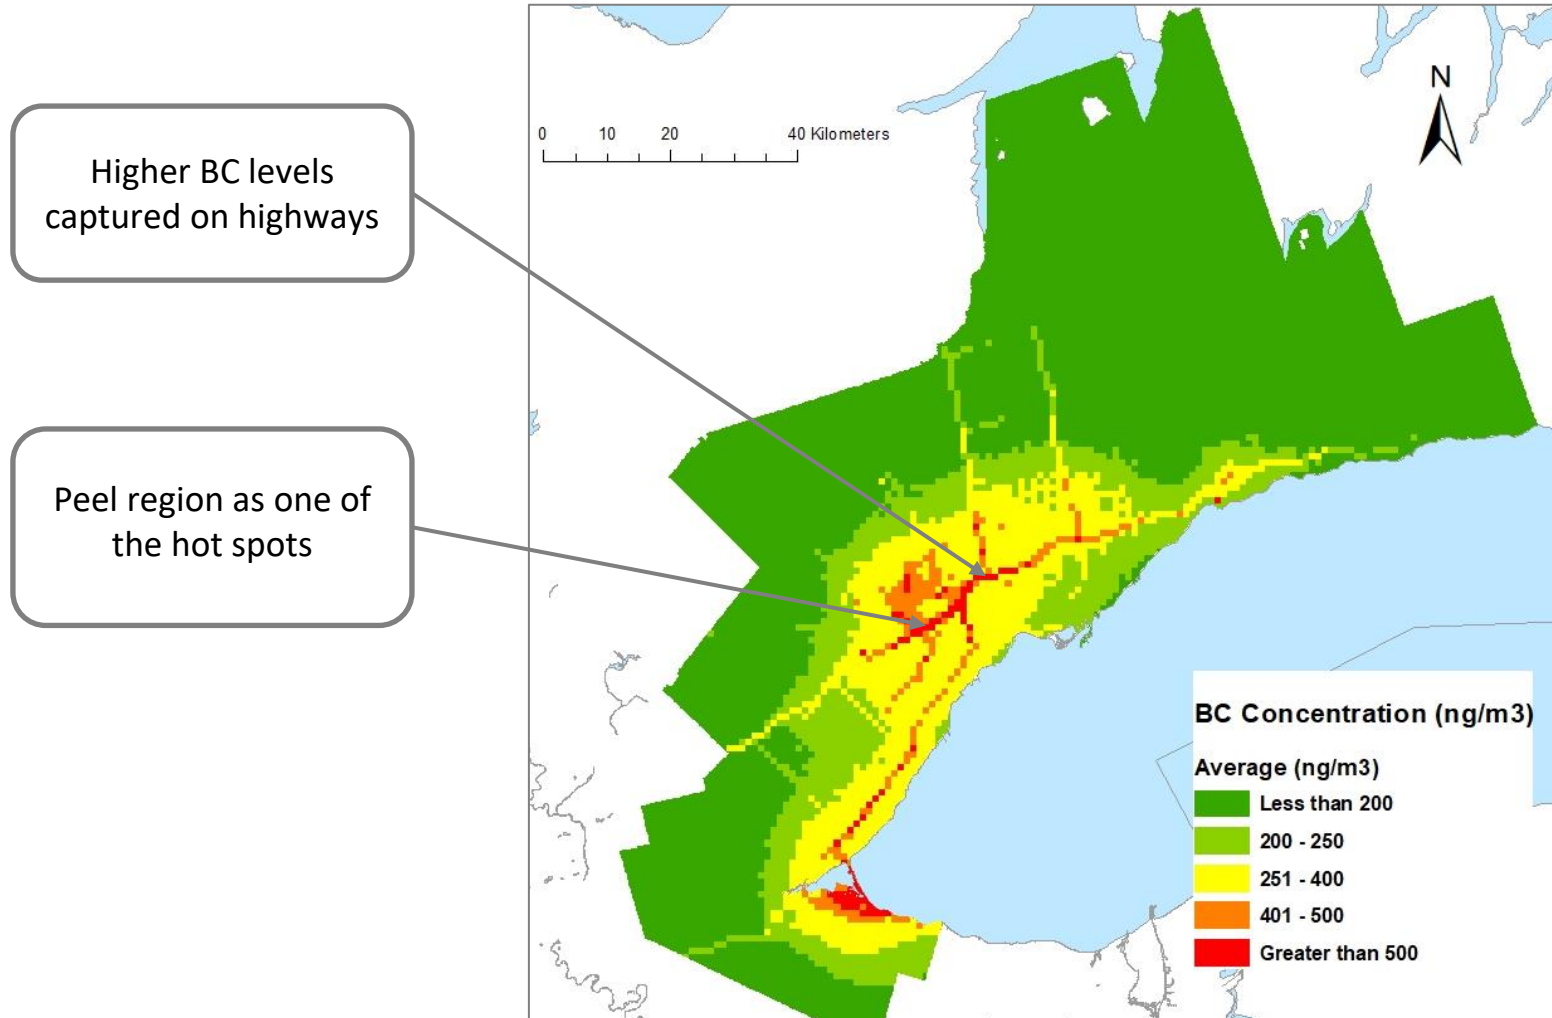 Higher BC levels
captured on highways
Peel region as one of
the hot spots
0 10 20 40 Kilometers
N
BC Concentration (ng/m3)
Average (ng/m3)
Less than 200
200 - 250
251 - 400
401 - 500
Greater than 500